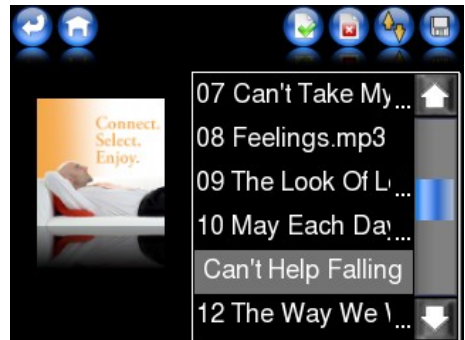 Connect.
Select.
Enjoy.
07 Can't Take My...
08 Feelings.mp3
09 The Look Of L...
10 May Each Day...
Can't Help Falling
12 The Way We...